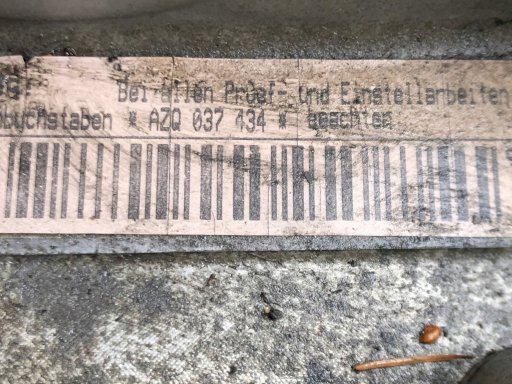 Bei allen Prüf- und Einstellarbeiten
buchstaben * AZQ 037 434 * beachten